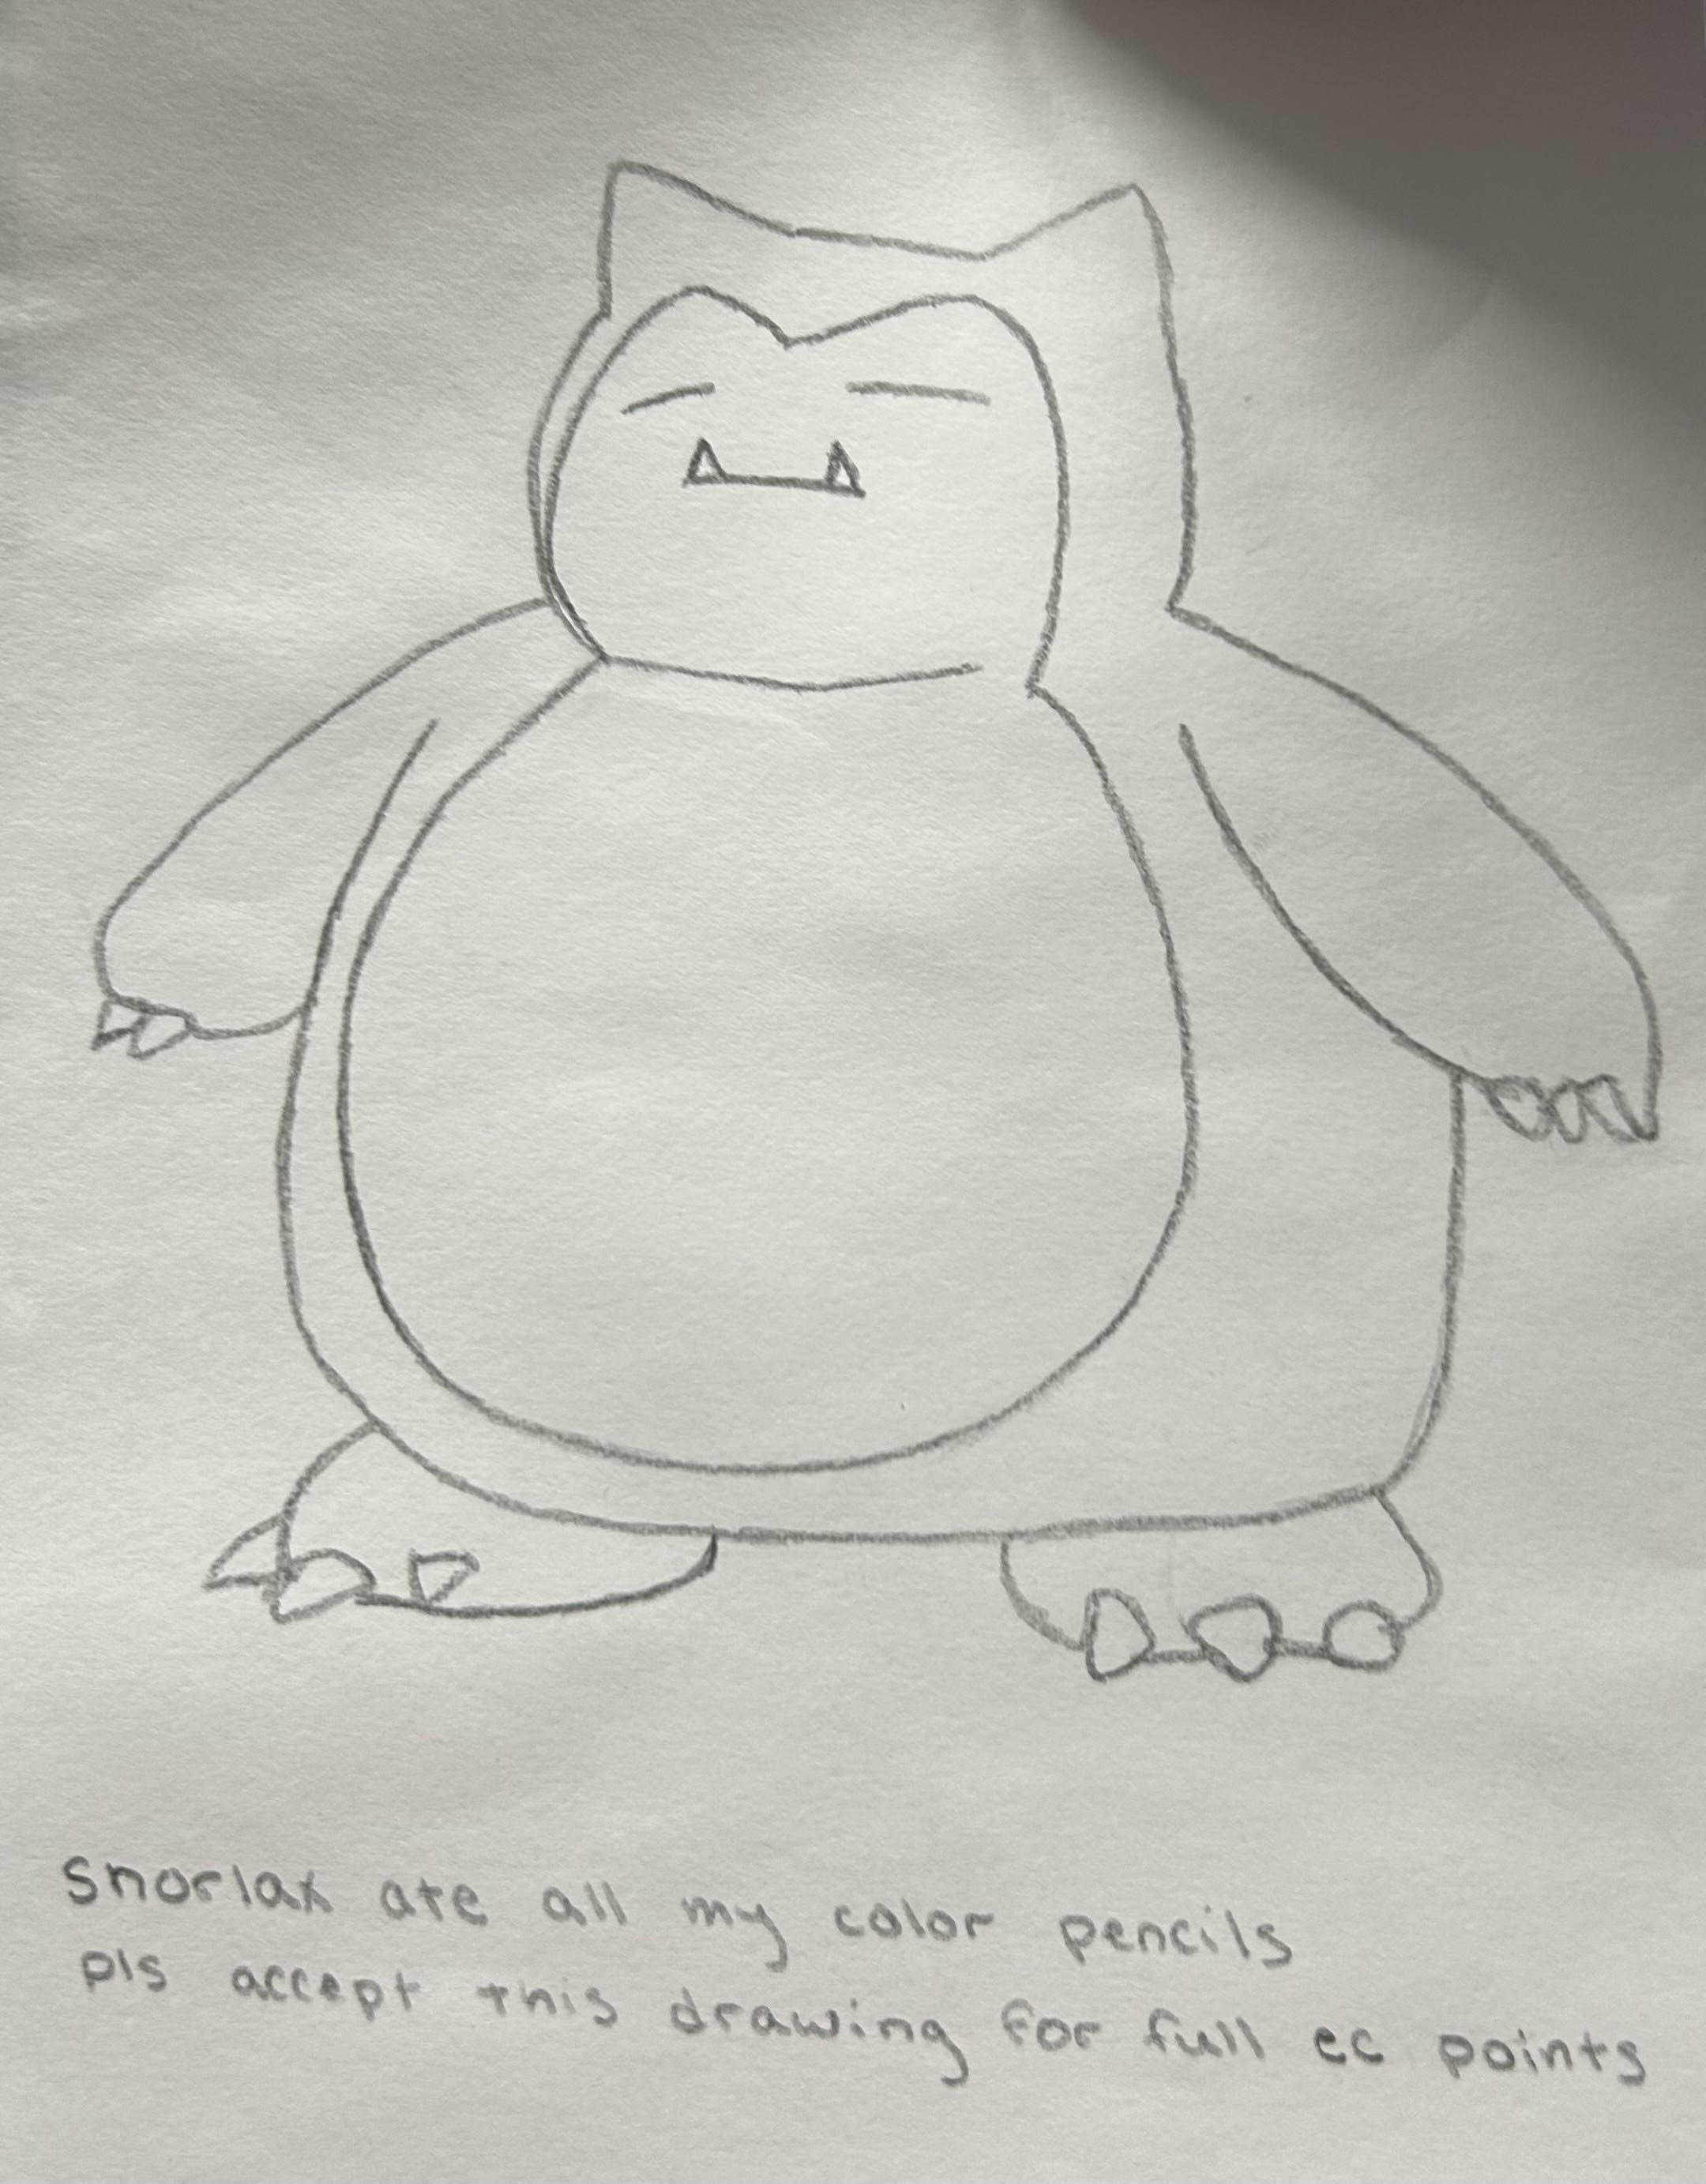 snorlax ate all my color pencils
pls accept this drawing for full ec points